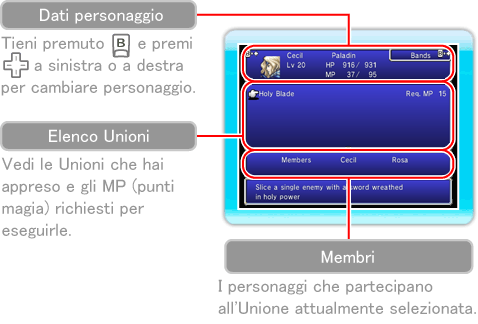 Dati personaggio
Tieni premuto B e premi
a sinistra o a destra
per cambiare personaggio.
Elenco Unioni
Vedi le Unioni che hai
appreso e gli MP (punti
magia) richiesti per
eseguirle.
B Cecil Paladin Bands B
Lv 20 HP 916/ 931
MP 37/ 95
Holy Blade Req. MP 15
Members Cecil Rosa
Slice a single enemy with a sword wreathed
in holy power
Membri
I personaggi che partecipano
all'Unione attualmente selezionata.